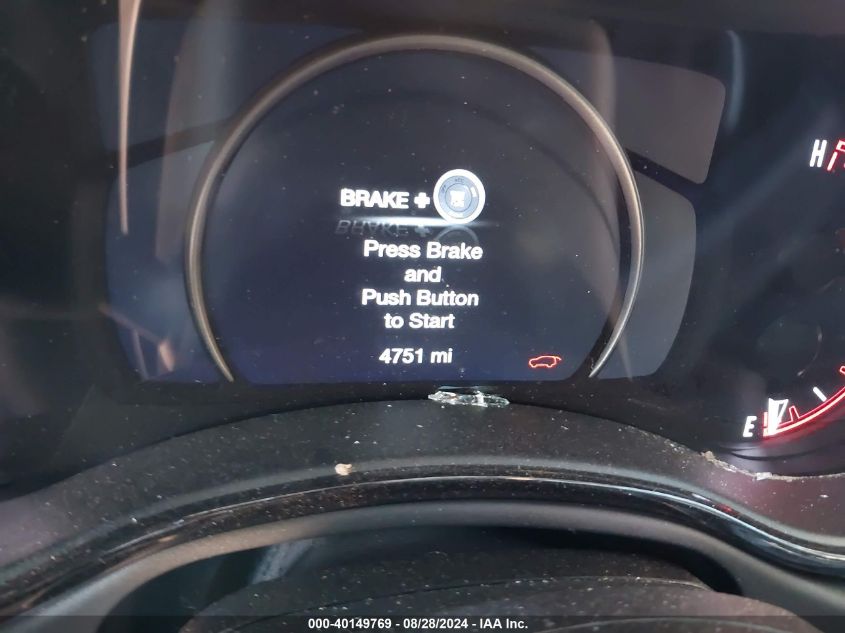 BRAKE +
Press Brake
and
Push Button
to Start
4751 mi
H
E
000-40149769 - 08/28/2024 - IAA Inc.